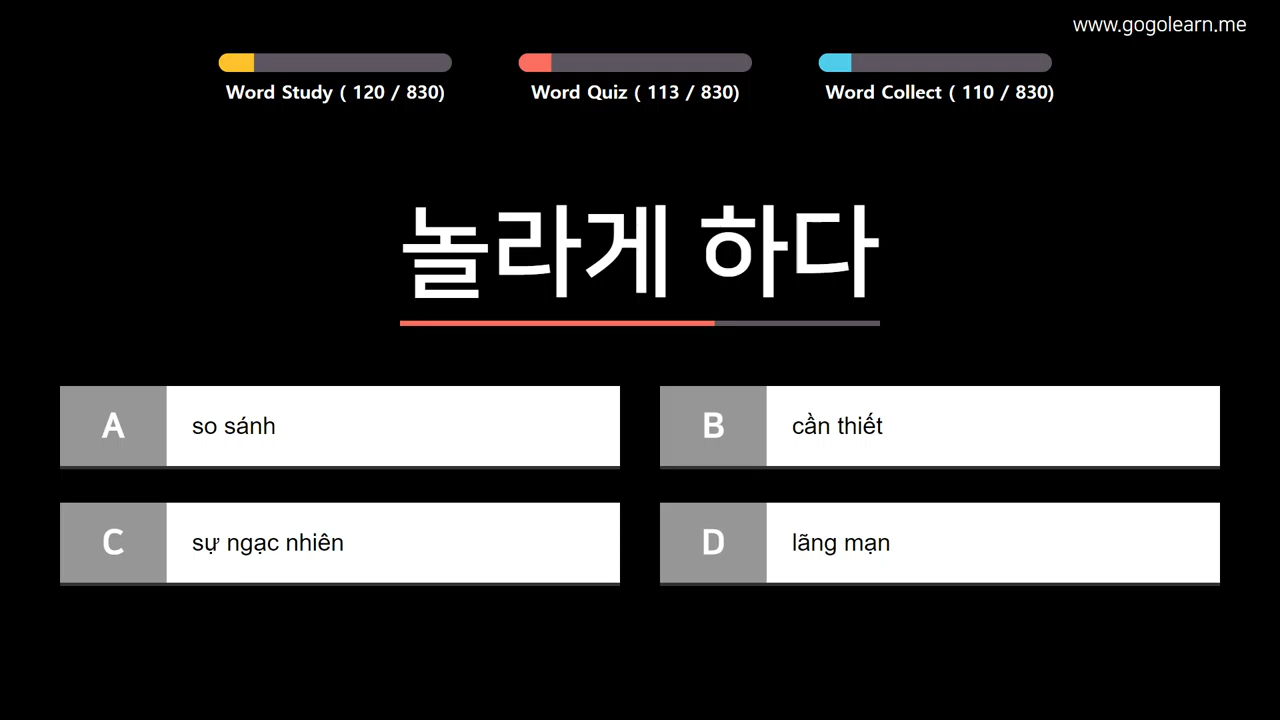 www.gogolearn.me
Word Study ( 120 / 830)
Word Quiz ( 113 / 830)
Word Collect ( 110 / 830)
놀라게 하다
A so sánh
B cần thiết
C sự ngạc nhiên
D lãng mạn